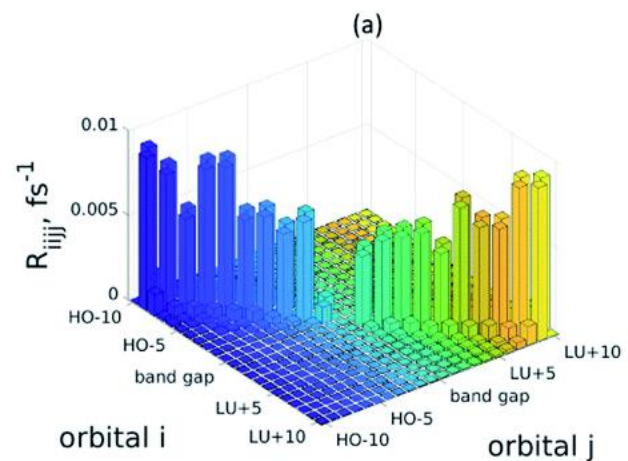 (a)
0.01
0.005
0
R_iijj, fs^-1
HO-10
HO-5
band gap
LU+5
LU+10
orbital i
HO-10
HO-5
band gap
LU+5
LU+10
orbital j